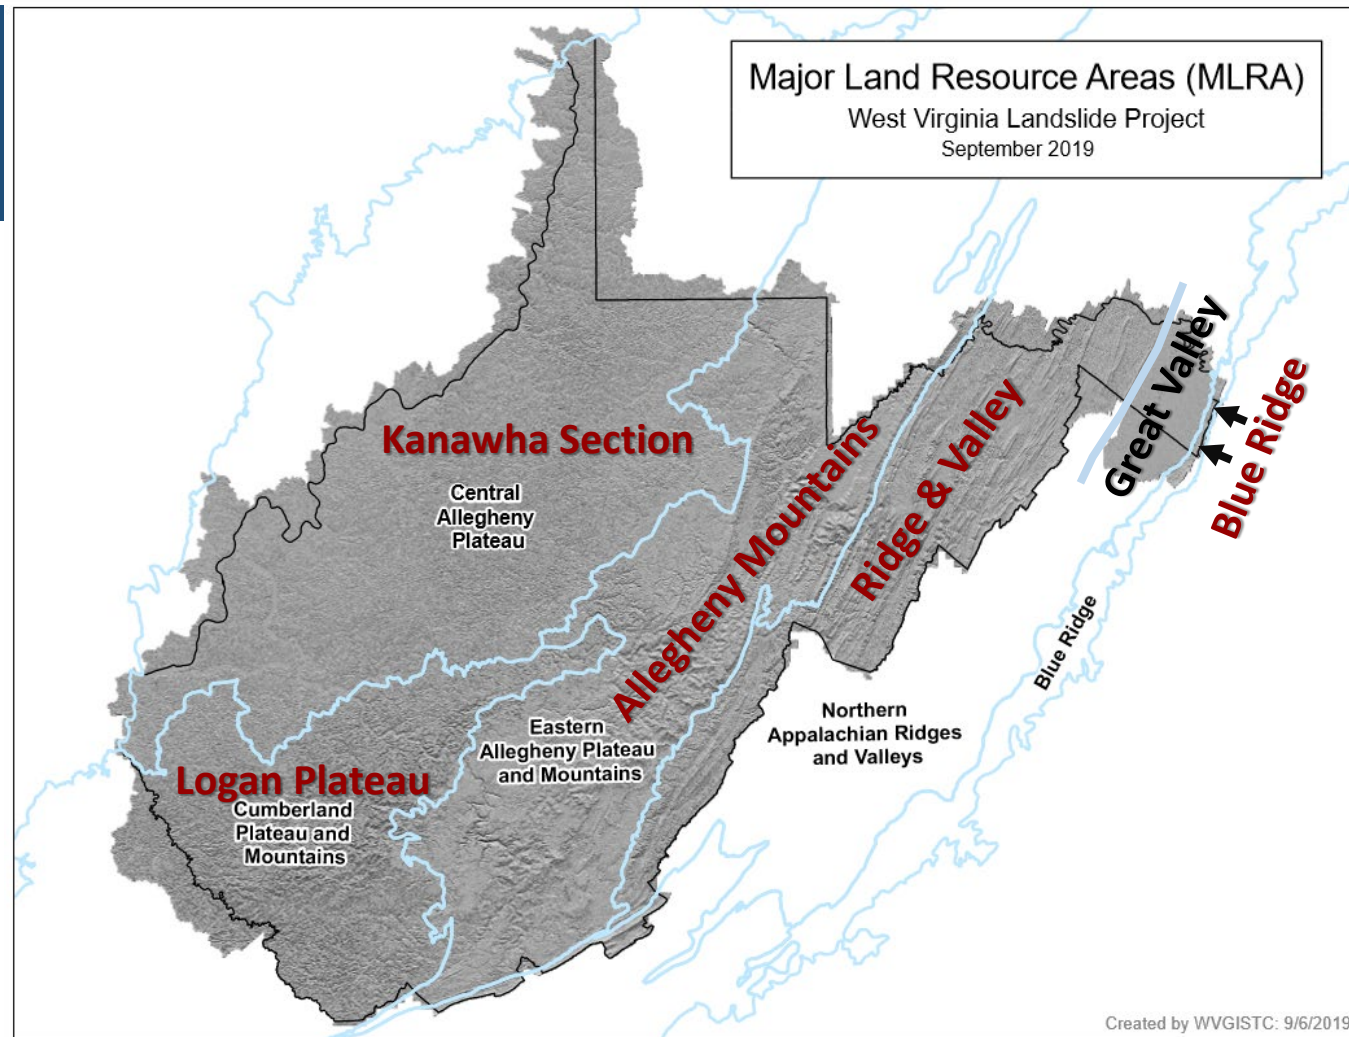 Major Land Resource Areas (MLRA)
West Virginia Landslide Project
September 2019
Great Valley
Blue Ridge
Ridge & Valley
Allegheny Mountains
Kanawha Section
Central
Allegheny
Plateau
Blue Ridge
Northern
Appalachian Ridges
and Valleys
Eastern
Allegheny Plateau
and Mountains
Logan Plateau
Cumberland
Plateau and
Mountains
Created by WVGISTC: 9/6/2019